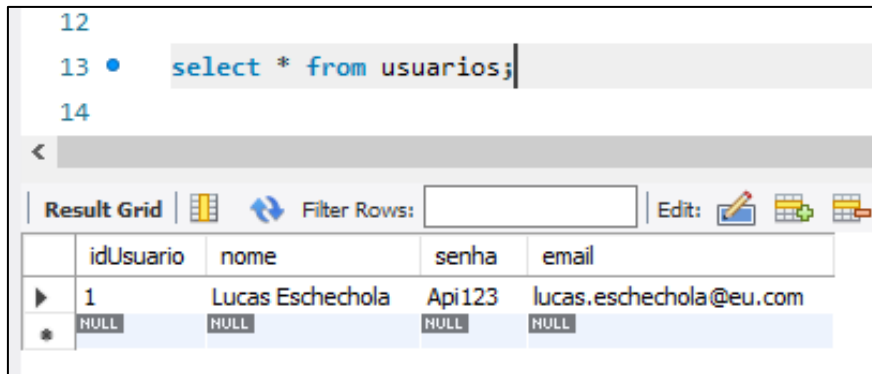 12
13 select * from usuarios;
14
Result Grid Filter Rows: Edit:
idUsuario nome senha email
1 Lucas Eschechola Api123 lucas.eschechola@eu.com
NULL NULL NULL NULL